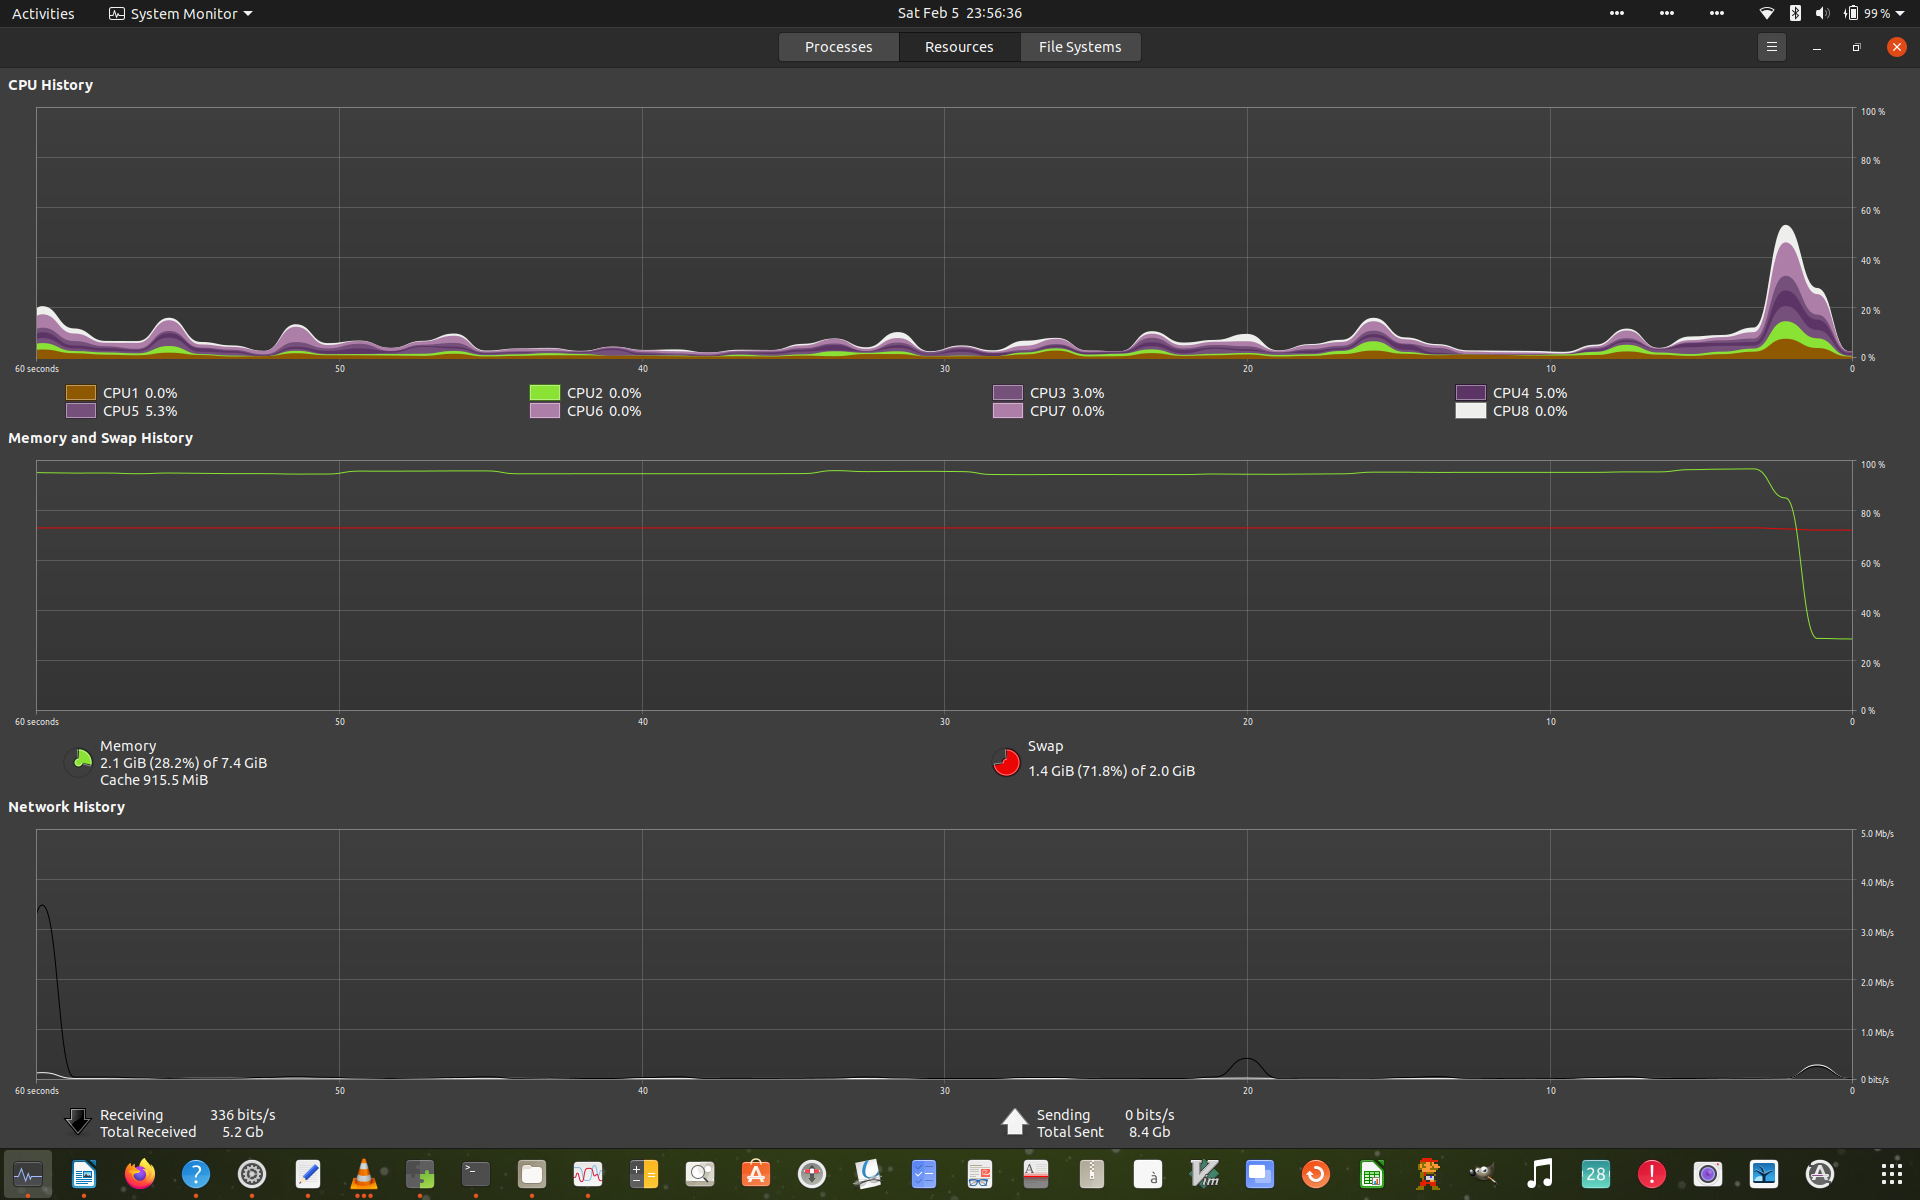 Activities System Monitor Sat Feb 5 23:56:36 99 %
Processes Resources File Systems
CPU History
100 %
80 %
60 %
40 %
20 %
0 %
60 seconds 50 40 30 20 10 0
CPU1 0.0% CPU2 0.0% CPU3 3.0% CPU4 5.0%
CPU5 5.3% CPU6 0.0% CPU7 0.0% CPU8 0.0%
Memory and Swap History
100 %
80 %
60 %
40 %
20 %
0 %
60 seconds 50 40 30 20 10 0
Memory Swap
2.1 GiB (28.2%) of 7.4 GiB 1.4 GiB (71.8%) of 2.0 GiB
Cache 915.5 MiB
Network History
5.0 Mb/s
4.0 Mb/s
3.0 Mb/s
2.0 Mb/s
1.0 Mb/s
0 bits/s
60 seconds 50 40 30 20 10 0
Receiving 336 bits/s Sending 0 bits/s
Total Received 5.2 Gb Total Sent 8.4 Gb
? >_ A à Vim 28 !